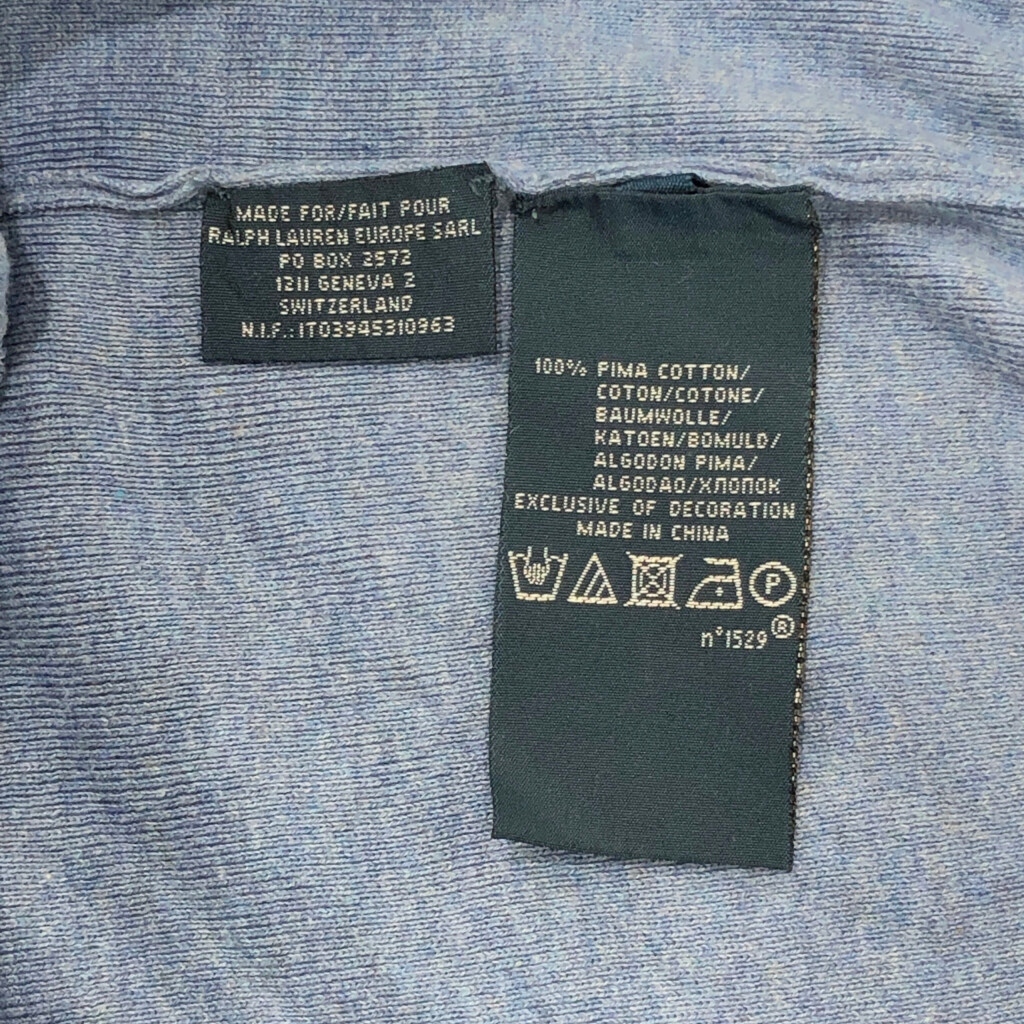 MADE FOR/FAIT POUR
RALPH LAUREN EUROPE SARL
PO BOX 2572
1211 GENEVA 2
SWITZERLAND
N.I.F.: IT03945310963
100% PIMA COTTON/
COTON/COTONE/
BAUMWOLLE/
KATOEN/BOMULD/
ALGODON PIMA/
ALGODAO/ХЛОПОК
EXCLUSIVE OF DECORATION
MADE IN CHINA
P
n°1529 ®